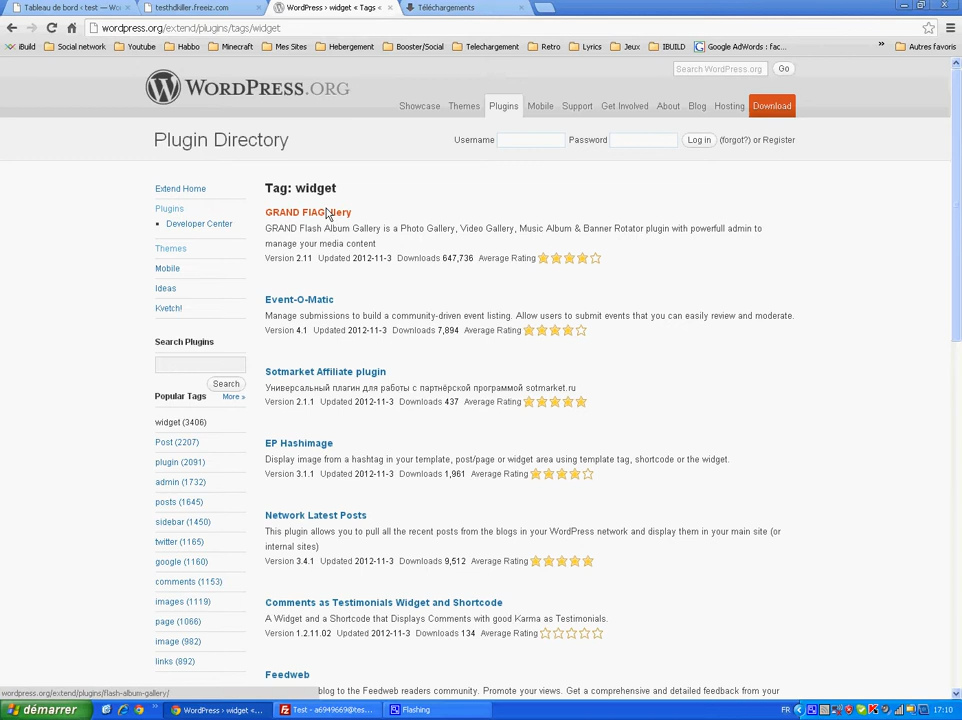 Tableau de bord ‹ test — Wo
testhdkiller.freeiz.com
WordPress › widget « Tags «
Téléchargements
wordpress.org/extend/plugins/tags/widget
iBuild Social network Youtube Habbo Minecraft Mes Sites Hebergement Booster/Social Telechargement Retro Lyrics Jeux IBUILD Google AdWords : fac... » Autres favoris
WORDPRESS.ORG
Search WordPress.org Go
Showcase Themes Plugins Mobile Support Get Involved About Blog Hosting Download
Plugin Directory
Username Password Log in (forgot?) or Register
Extend Home
Plugins
• Developer Center
Themes
Mobile
Ideas
Kvetch!
Search Plugins
Search
Popular Tags More »
widget (3406)
Post (2207)
plugin (2091)
admin (1732)
posts (1645)
sidebar (1450)
twitter (1165)
google (1160)
comments (1153)
images (1119)
page (1066)
image (982)
links (892)
Tag: widget
GRAND FlAGallery
GRAND Flash Album Gallery is a Photo Gallery, Video Gallery, Music Album & Banner Rotator plugin with powerfull admin to
manage your media content
Version 2.11 Updated 2012-11-3 Downloads 647,736 Average Rating
Event-O-Matic
Manage submissions to build a community-driven event listing. Allow users to submit events that you can easily review and moderate.
Version 4.1 Updated 2012-11-3 Downloads 7,894 Average Rating
Sotmarket Affiliate plugin
Универсальный плагин для работы с партнёрской программой sotmarket.ru
Version 2.1.1 Updated 2012-11-3 Downloads 437 Average Rating
EP Hashimage
Display image from a hashtag in your template, post/page or widget area using template tag, shortcode or the widget.
Version 3.1.1 Updated 2012-11-3 Downloads 1,961 Average Rating
Network Latest Posts
This plugin allows you to pull all the recent posts from the blogs in your WordPress network and display them in your main site (or
internal sites)
Version 3.4.1 Updated 2012-11-3 Downloads 9,512 Average Rating
Comments as Testimonials Widget and Shortcode
A Widget and a Shortcode that Displays Comments with good Karma as Testimonials.
Version 1.2.11.02 Updated 2012-11-3 Downloads 134 Average Rating
Feedweb
blog to the Feedweb readers community. Promote your views. Get a comprehensive and detailed feedback from your
wordpress.org/extend/plugins/flash-album-gallery/
démarrer
WordPress › widget «...
Test - a6949669@tes...
Flashing
FR
17:10